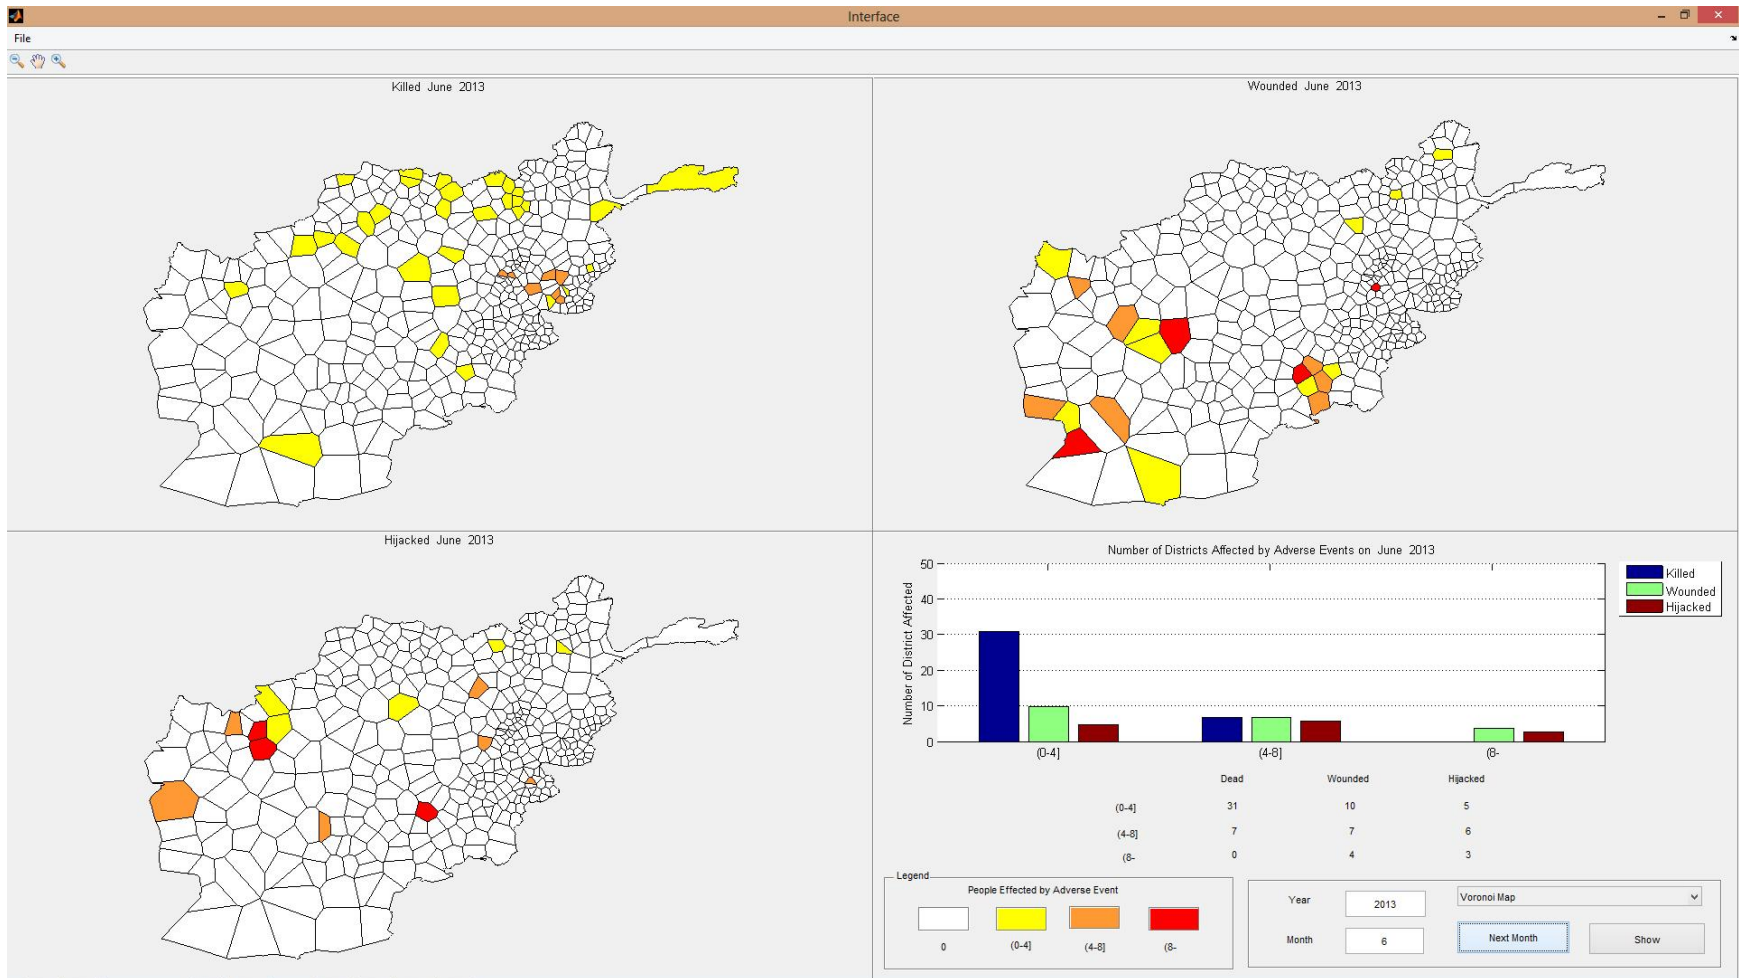 Interface
File
Killed June 2013
Wounded June 2013
Hijacked June 2013
Number of Districts Affected by Adverse Events on June 2013
Number of District Affected
50
40
30
20
10
0
(0-4]
(4-8]
(8-
Killed
Wounded
Hijacked
Dead Wounded Hijacked
(0-4] 31 10 5
(4-8] 7 7 6
(8- 0 4 3
Legend
People Effected by Adverse Event
0 (0-4] (4-8] (8-
Year 2013 Voronoi Map
Month 6 Next Month Show